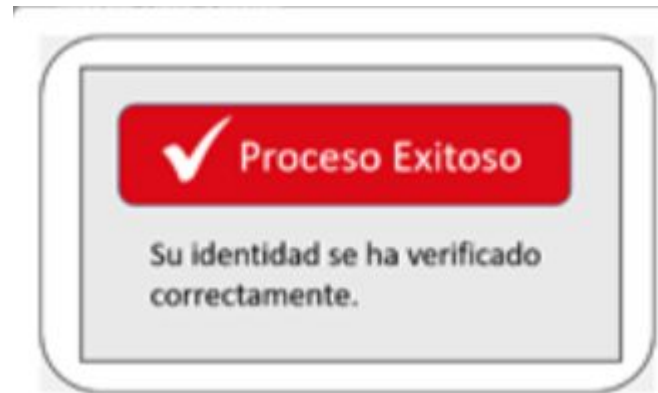 Proceso Exitoso
Su identidad se ha verificado
correctamente.